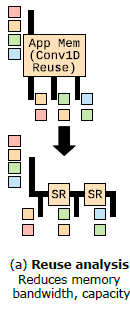 App Mem
(Conv1D
Reuse)
SR
SR
(a) Reuse analysis
Reduces memory
bandwidth, capacity